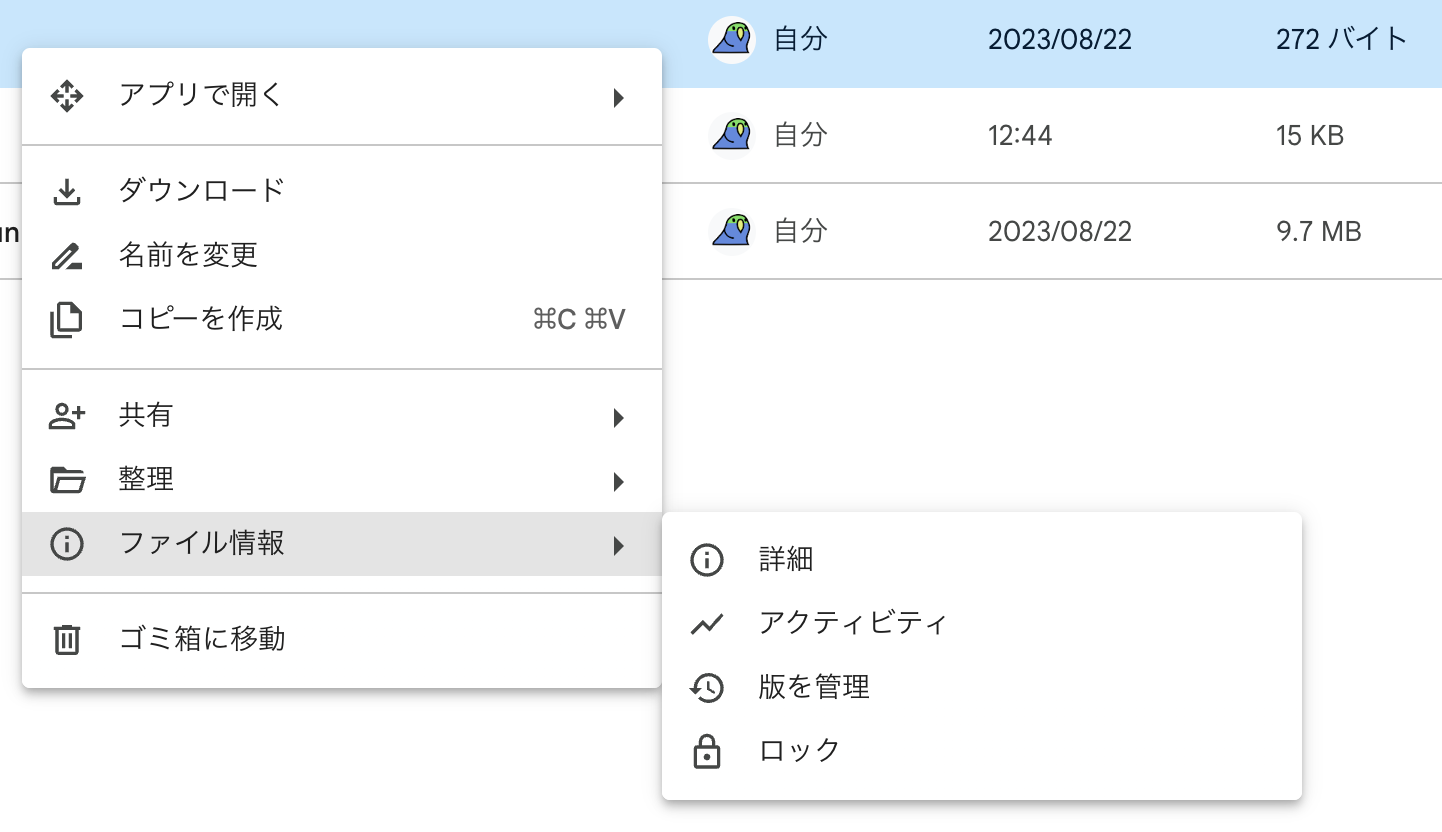 自分 2023/08/22 272 バイト
自分 12:44 15 KB
自分 2023/08/22 9.7 MB
アプリで開く
ダウンロード
名前を変更
コピーを作成 ⌘C ⌘V
共有
整理
ファイル情報
ゴミ箱に移動
詳細
アクティビティ
版を管理
ロック